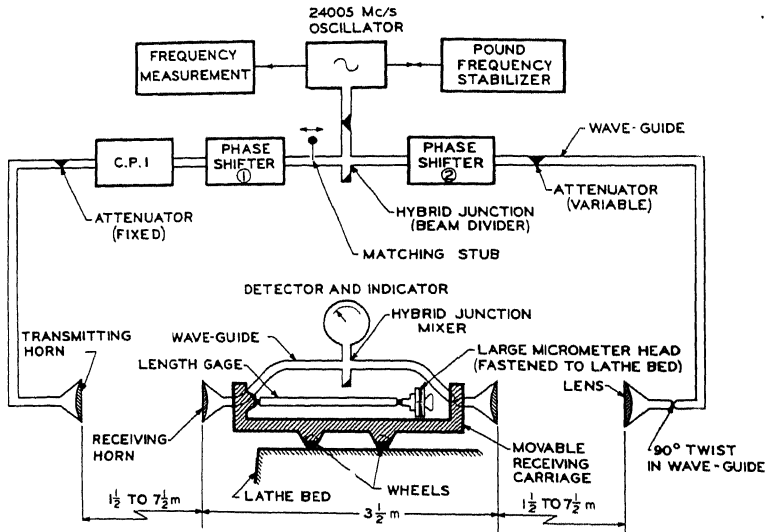 24005 Mc/s
OSCILLATOR
FREQUENCY
MEASUREMENT
POUND
FREQUENCY
STABILIZER
WAVE-GUIDE
C.P.I
PHASE
SHIFTER
①
PHASE
SHIFTER
②
ATTENUATOR
(FIXED)
HYBRID JUNCTION
(BEAM DIVIDER)
ATTENUATOR
(VARIABLE)
MATCHING STUB
DETECTOR AND INDICATOR
HYBRID JUNCTION
MIXER
TRANSMITTING
HORN
WAVE-GUIDE
LENGTH GAGE
LARGE MICROMETER HEAD
(FASTENED TO LATHE BED)
LENS
RECEIVING
HORN
MOVABLE
RECEIVING
CARRIAGE
90° TWIST
IN WAVE-GUIDE
LATHE BED
WHEELS
1½ TO 7½ m
3½ m
1½ TO 7½ m